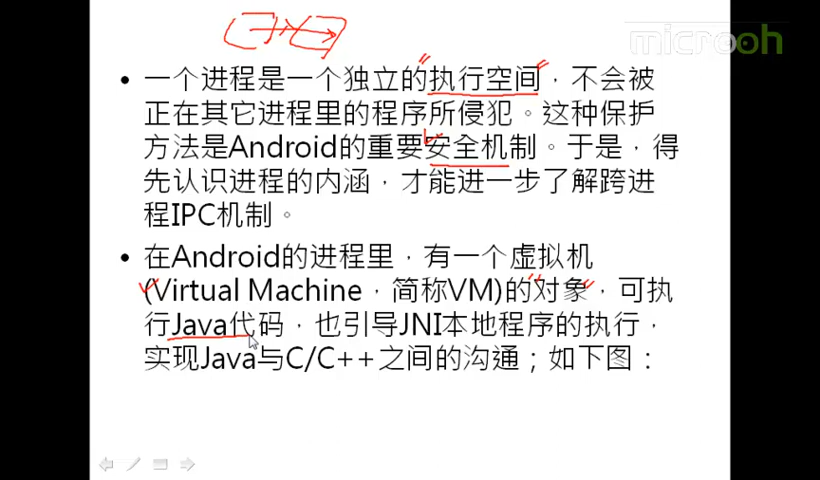 microoh
• 一个进程是一个独立的执行空间，不会被
正在其它进程里的程序所侵犯。这种保护
方法是Android的重要安全机制。于是，得
先认识进程的内涵，才能进一步了解跨进
程IPC机制。
• 在Android的进程里，有一个虚拟机
(Virtual Machine，简称VM)的对象，可执
行Java代码，也引导JNI本地程序的执行，
实现Java与C/C++之间的沟通；如下图：